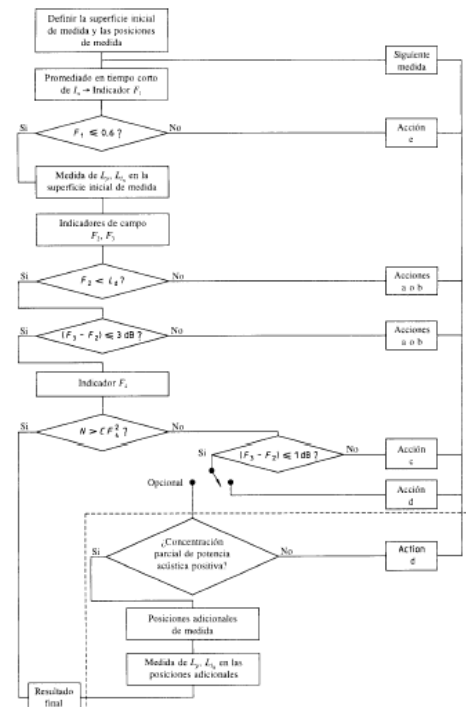 Definir la superficie inicial
de medida y las posiciones
de medida
Siguiente
medida
Promediado en tiempo corto
de Iₙ → Indicador F₁
Si
F₁ ≤ 0.6 ?
No
Acción
e
Medida de Lₚ, L_Iₙ en la
superficie inicial de medida
Indicadores de campo
F₂, F₃
Si
F₂ < L_d ?
No
Acciones
a o b
Si
(F₃ - F₂) ≤ 3 dB ?
No
Acciones
a o b
Indicador F₄
Si
N > C F₄² ?
No
Si
(F₃ - F₂) ≤ 1 dB ?
No
Acción
c
Opcional
Acción
d
Si
¿Concentración
parcial de potencia
acústica positiva?
No
Action
d
Posiciones adicionales
de medida
Medida de Lₚ, L_Iₙ en las
posiciones adicionales
Resultado
final